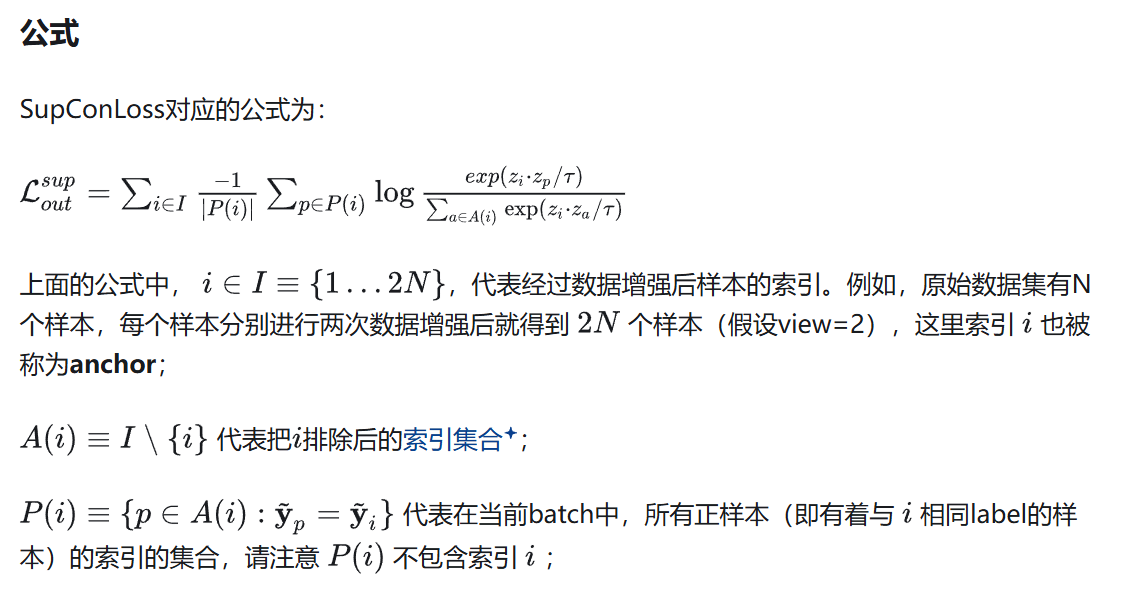 公式
SupConLoss对应的公式为：
$\mathcal{L}_{out}^{sup} = \sum_{i \in I} \frac{-1}{|P(i)|} \sum_{p \in P(i)} \log \frac{exp(z_i \cdot z_p / \tau)}{\sum_{a \in A(i)} \exp(z_i \cdot z_a / \tau)}$
上面的公式中， $i \in I \equiv \{1 \ldots 2N\}$，代表经过数据增强后样本的索引。例如，原始数据集有N
个样本，每个样本分别进行两次数据增强后就得到 $2N$ 个样本（假设view=2），这里索引 $i$ 也被
称为anchor；
$A(i) \equiv I \setminus \{i\}$ 代表把i排除后的索引集合；
$P(i) \equiv \{p \in A(i) : \tilde{\mathbf{y}}_p = \tilde{\mathbf{y}}_i\}$ 代表在当前batch中，所有正样本（即有着与 $i$ 相同label的样
本）的索引的集合，请注意 $P(i)$ 不包含索引 $i$ ；